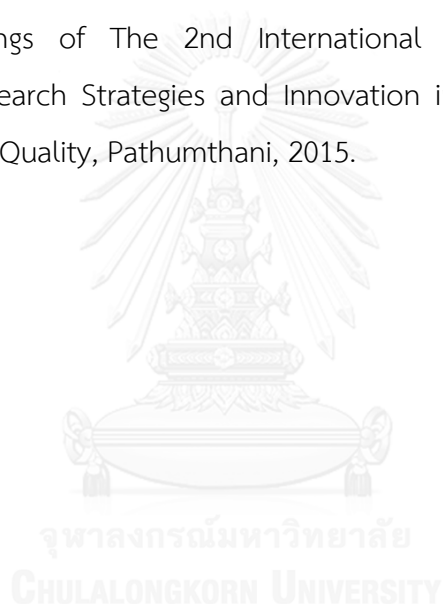 ngs of The 2nd International
earch Strategies and Innovation i
Quality, Pathumthani, 2015.
จุฬาลงกรณ์มหาวิทยาลัย
CHULALONGKORN UNIVERSITY